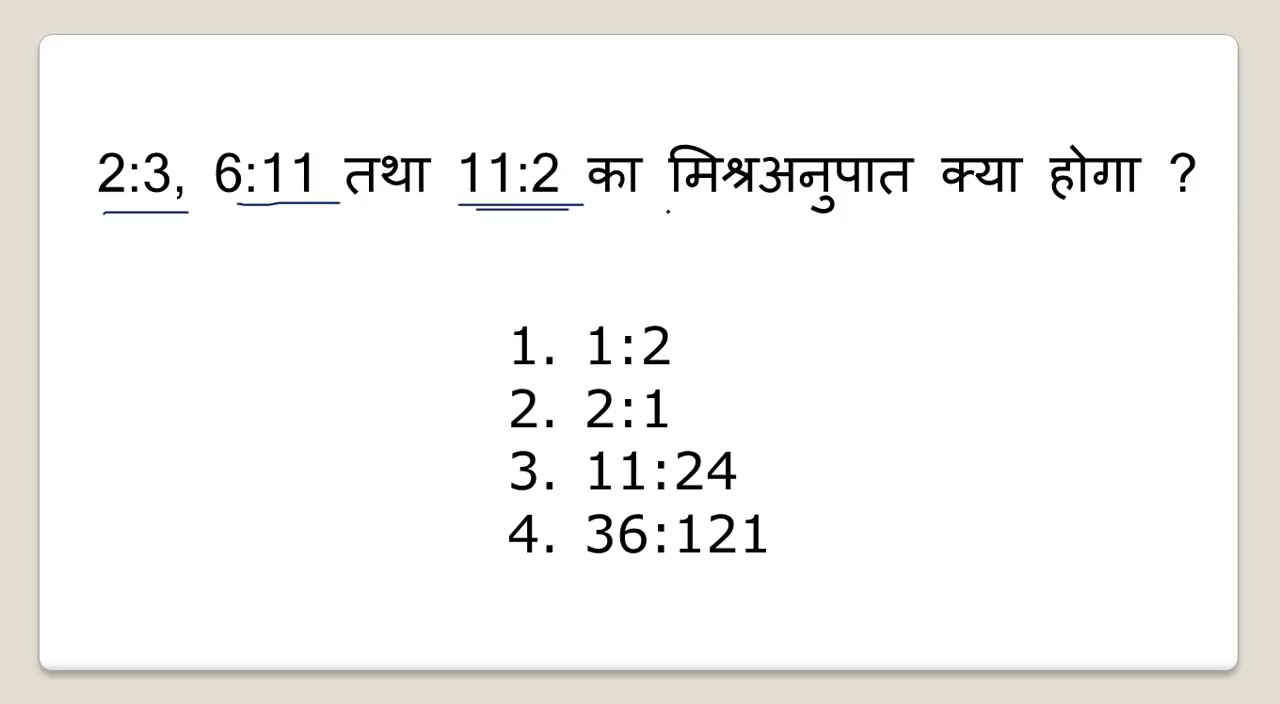 2:3, 6:11 तथा 11:2 का मिश्रअनुपात क्या होगा ?
1. 1:2
2. 2:1
3. 11:24
4. 36:121